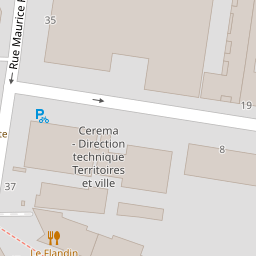 35
Rue Maurice
19
Cerema
- Direction
technique
Territoires
et ville
8
37
Le Flandin